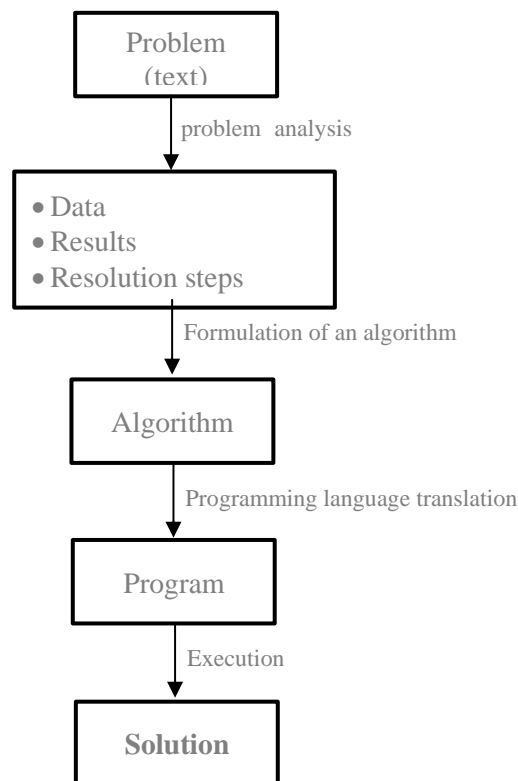 Problem
(text)
problem analysis
• Data
• Results
• Resolution steps
Formulation of an algorithm
Algorithm
Programming language translation
Program
Execution
Solution